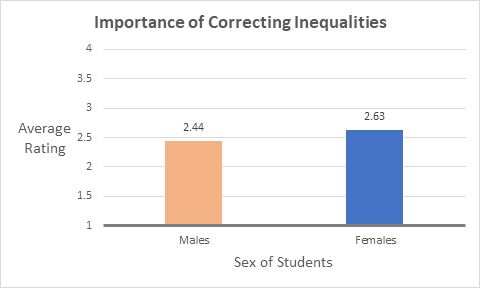 Importance of Correcting Inequalities
4
3.5
3
2.5
2
1.5
1
Average
Rating
2.44
2.63
Males
Females
Sex of Students